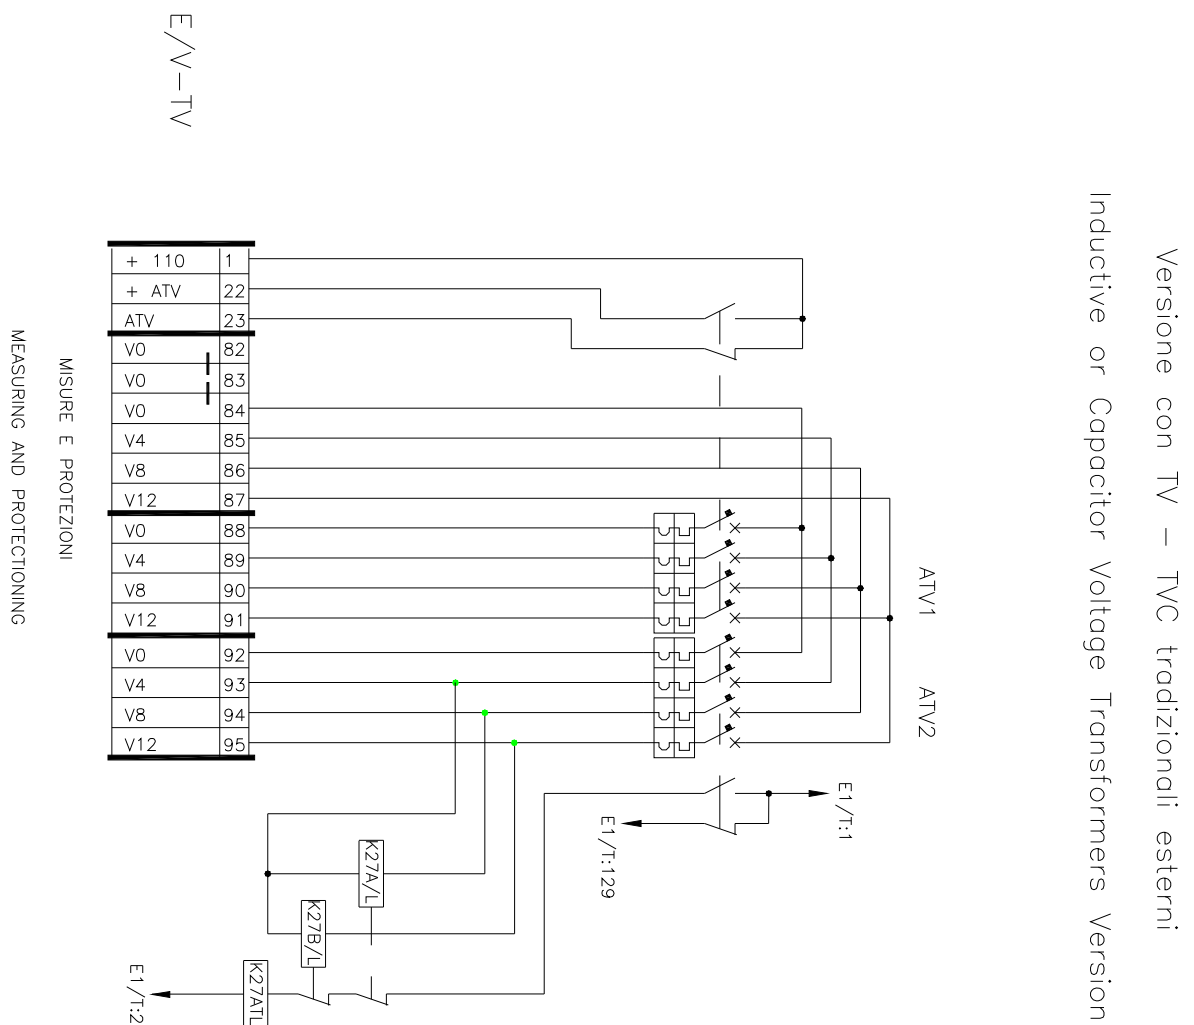 Versione con TV – TVC tradizionali esterni
Inductive or Capacitor Voltage Transformers Version
E/V–TV
MISURE E PROTEZIONI
MEASURING AND PROTECTIONING
+ 110 1
+ ATV 22
ATV 23
V0 82
V0 83
V0 84
V4 85
V8 86
V12 87
V0 88
V4 89
V8 90
V12 91
V0 92
V4 93
V8 94
V12 95
ATV1
ATV2
E1/T:1
E1/T:129
K27A/L
K27B/L
K27ATL
E1/T:2